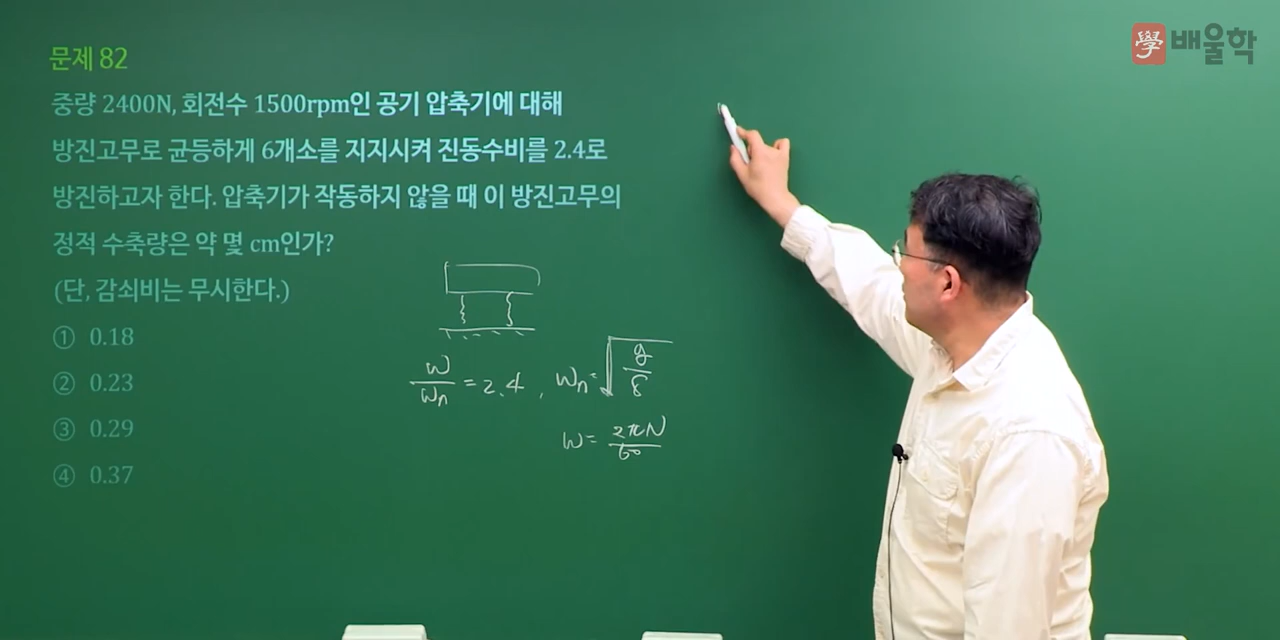 學 배울학
문제 82
중량 2400N, 회전수 1500rpm인 공기 압축기에 대해
방진고무로 균등하게 6개소를 지지시켜 진동수비를 2.4로
방진하고자 한다. 압축기가 작동하지 않을 때 이 방진고무의
정적 수축량은 약 몇 cm인가?
(단, 감쇠비는 무시한다.)
① 0.18
② 0.23
③ 0.29
④ 0.37
w/wn = 2.4, wn = √(g/δ)
w = 2πN/60